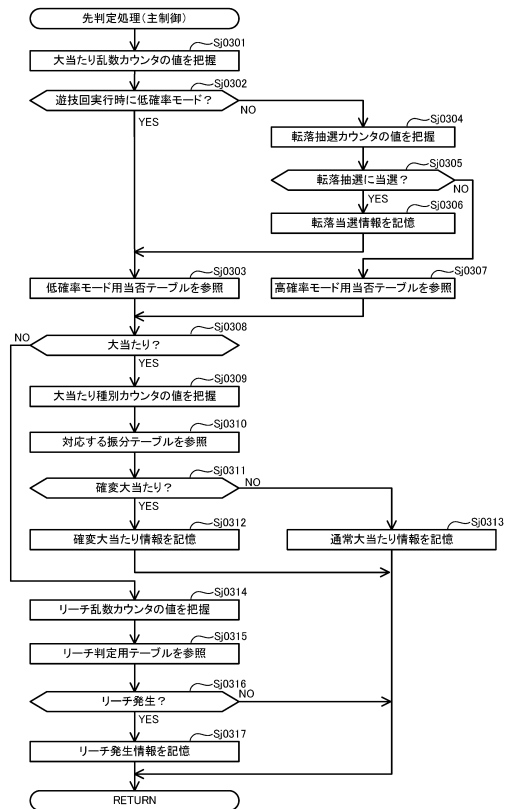 先判定処理(主制御)
Sj0301
大当たり乱数カウンタの値を把握
Sj0302
遊技回実行時に低確率モード?
NO
YES
Sj0304
転落抽選カウンタの値を把握
Sj0305
転落抽選に当選?
NO
YES
Sj0306
転落当選情報を記憶
Sj0303
低確率モード用当否テーブルを参照
Sj0307
高確率モード用当否テーブルを参照
Sj0308
NO
大当たり?
YES
Sj0309
大当たり種別カウンタの値を把握
Sj0310
対応する振分テーブルを参照
Sj0311
確変大当たり?
NO
YES
Sj0312
確変大当たり情報を記憶
Sj0313
通常大当たり情報を記憶
Sj0314
リーチ乱数カウンタの値を把握
Sj0315
リーチ判定用テーブルを参照
Sj0316
リーチ発生?
NO
YES
Sj0317
リーチ発生情報を記憶
RETURN